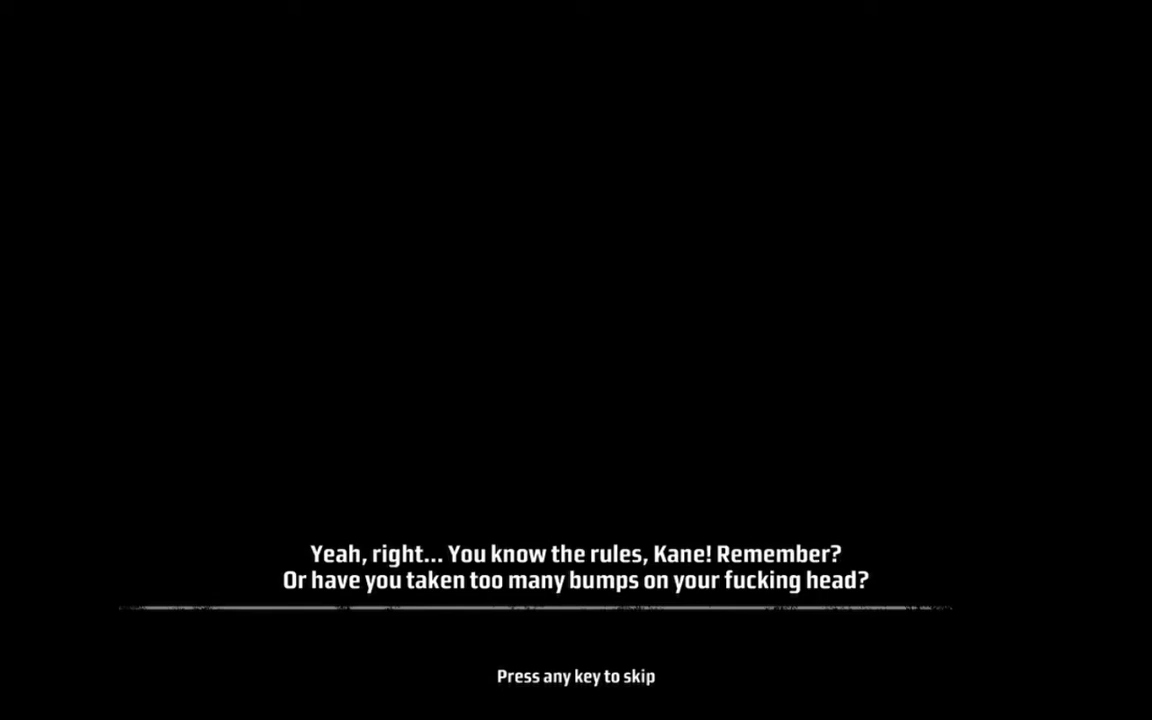 Yeah, right... You know the rules, Kane! Remember?
Or have you taken too many bumps on your fucking head?
Press any key to skip